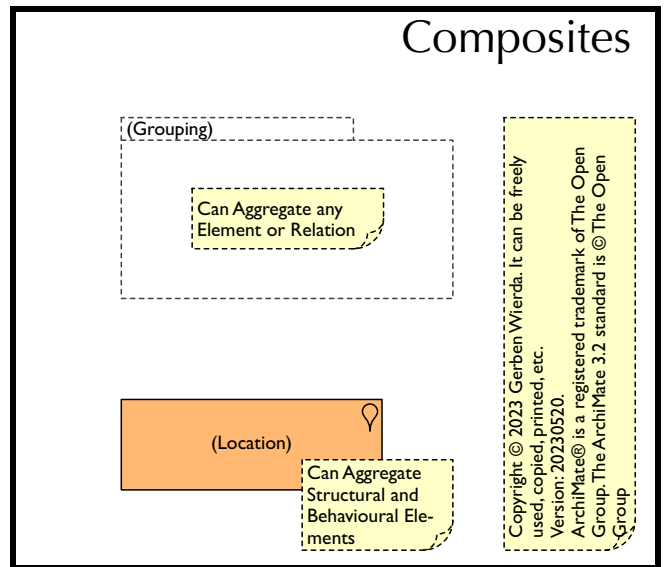 Composites
(Grouping)
Can Aggregate any
Element or Relation
(Location)
Can Aggregate
Structural and
Behavioural Ele-
ments
Copyright © 2023 Gerben Wierda. It can be freely
used, copied, printed, etc.
Version: 20230520.
ArchiMate® is a registered trademark of The Open
Group. The ArchiMate 3.2 standard is © The Open
Group